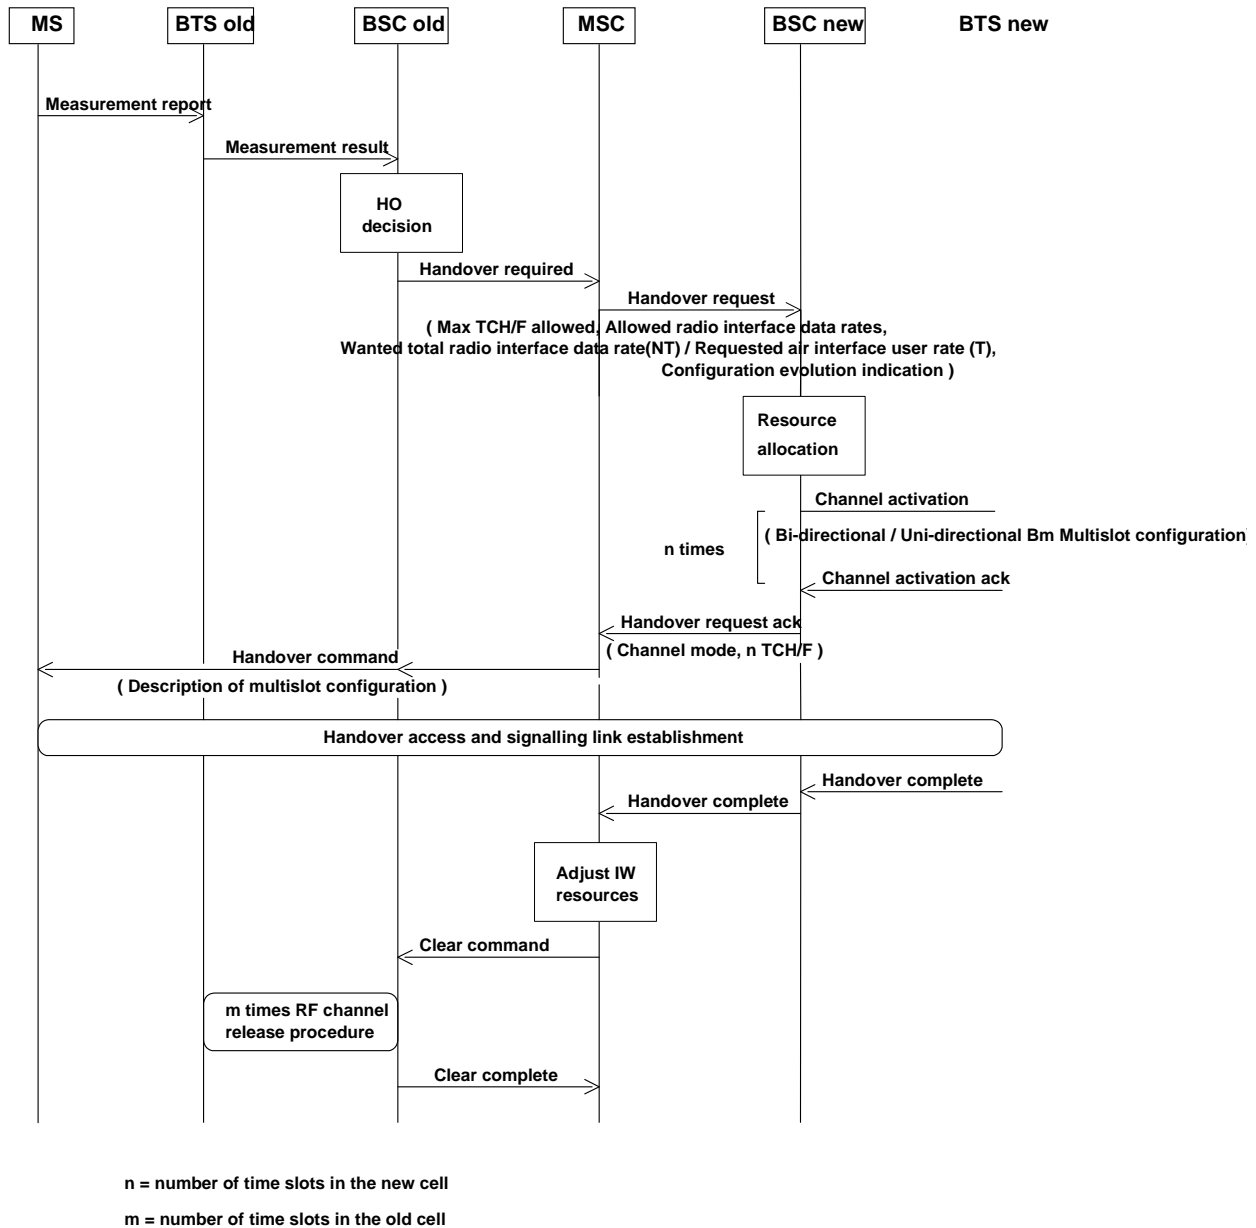 MS BTS old BSC old MSC BSC new BTS new
Measurement report
Measurement result
HO
decision
Handover required
Handover request
( Max TCH/F allowed, Allowed radio interface data rates,
Wanted total radio interface data rate(NT) / Requested air interface user rate (T),
Configuration evolution indication )
Resource
allocation
Channel activation
( Bi-directional / Uni-directional Bm Multislot configuration)
n times
Channel activation ack
Handover request ack
( Channel mode, n TCH/F )
Handover command
( Description of multislot configuration )
Handover access and signalling link establishment
Handover complete
Handover complete
Adjust IW
resources
Clear command
m times RF channel
release procedure
Clear complete
n = number of time slots in the new cell
m = number of time slots in the old cell